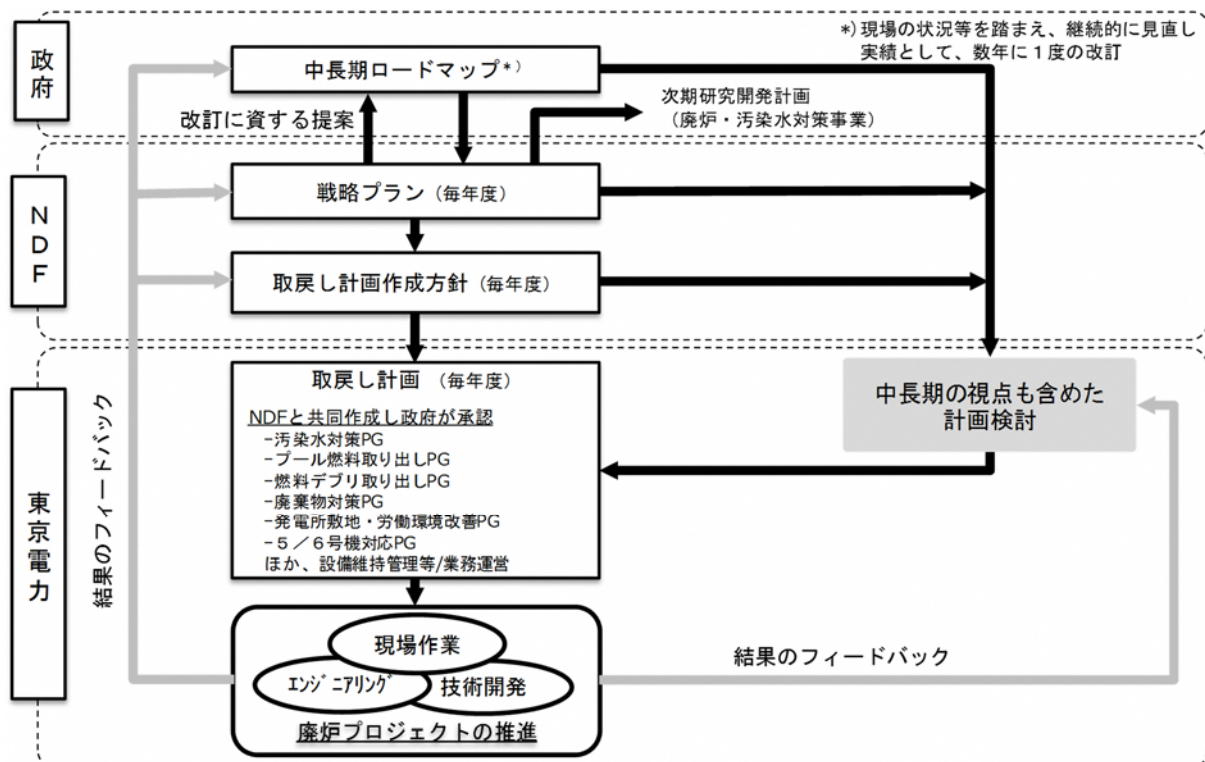 政府
中長期ロードマップ*)
*)現場の状況等を踏まえ、継続的に見直し
実績として、数年に１度の改訂
改訂に資する提案
次期研究開発計画
（廃炉・汚染水対策事業）
ＮＤＦ
戦略プラン（毎年度）
取戻し計画作成方針（毎年度）
東京電力
結果のフィードバック
取戻し計画（毎年度）
NDFと共同作成し政府が承認
-汚染水対策PG
-プール燃料取り出しPG
-燃料デブリ取り出しPG
-廃棄物対策PG
-発電所敷地・労働環境改善PG
-５／６号機対応PG
ほか、設備維持管理等/業務運営
中長期の視点も含めた
計画検討
現場作業
ｴﾝｼﾞﾆｱﾘﾝｸﾞ
技術開発
廃炉プロジェクトの推進
結果のフィードバック